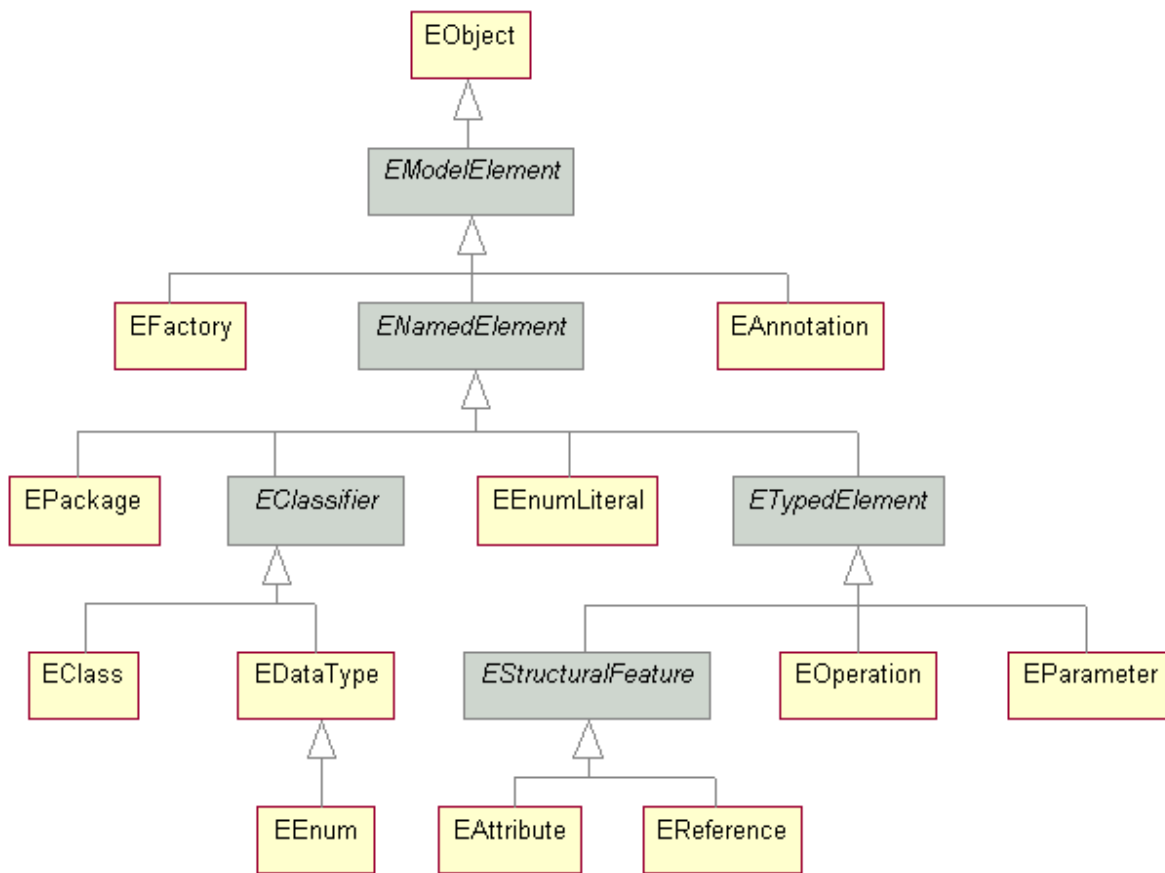 EObject
EModelElement
EFactory
ENamedElement
EAnnotation
EPackage
EClassifier
EEnumLiteral
ETypedElement
EClass
EDataType
EStructuralFeature
EOperation
EParameter
EEnum
EAttribute
EReference